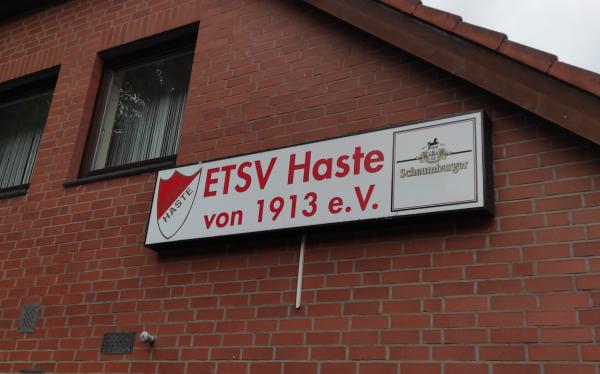 HASTE
ETSV Haste
von 1913 e.V.
Schaumburger